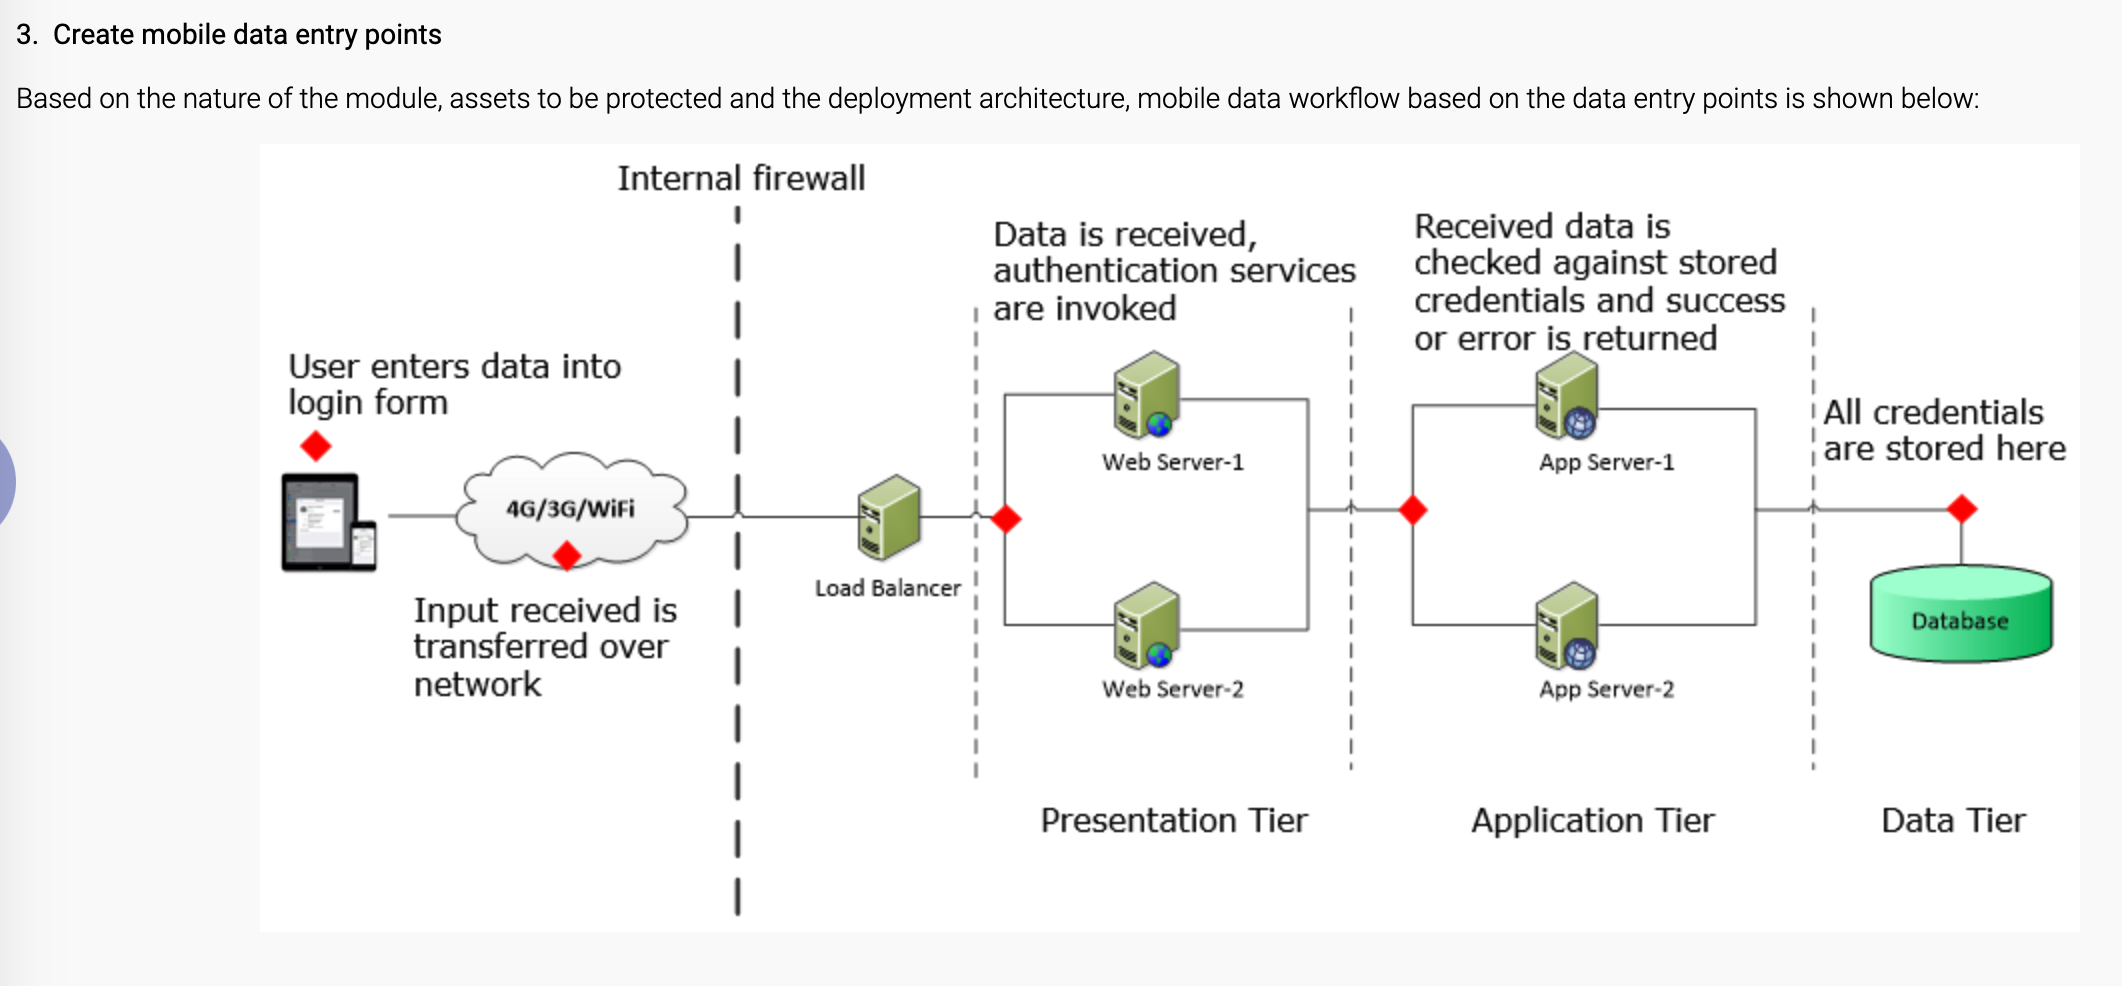 3. Create mobile data entry points
Based on the nature of the module, assets to be protected and the deployment architecture, mobile data workflow based on the data entry points is shown below:
Internal firewall
Data is received,
authentication services
are invoked
Received data is
checked against stored
credentials and success
or error is returned
User enters data into
login form
All credentials
are stored here
4G/3G/WiFi
Web Server-1
App Server-1
Load Balancer
Input received is
transferred over
network
Database
Web Server-2
App Server-2
Presentation Tier
Application Tier
Data Tier